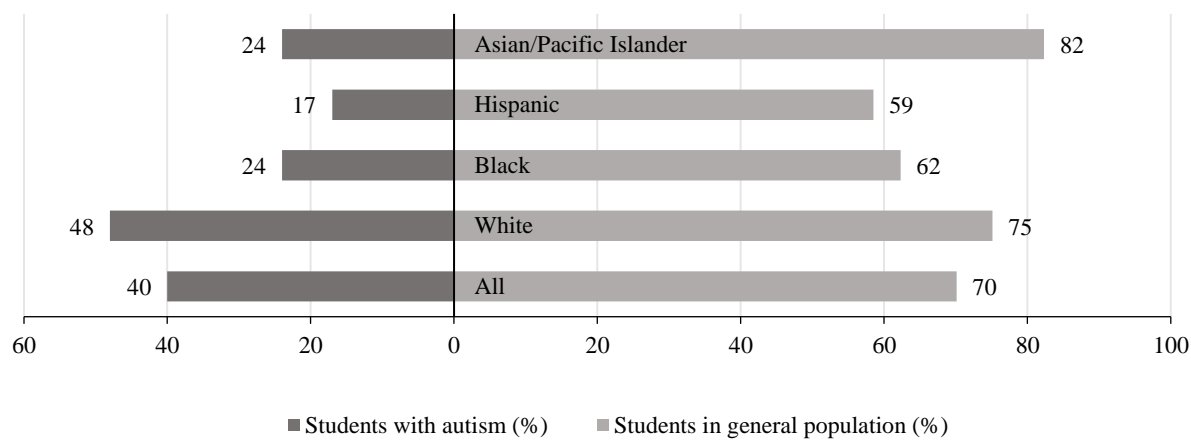 24 Asian/Pacific Islander 82
17 Hispanic 59
24 Black 62
48 White 75
40 All 70
60 40 20 0 20 40 60 80 100
Students with autism (%) Students in general population (%)